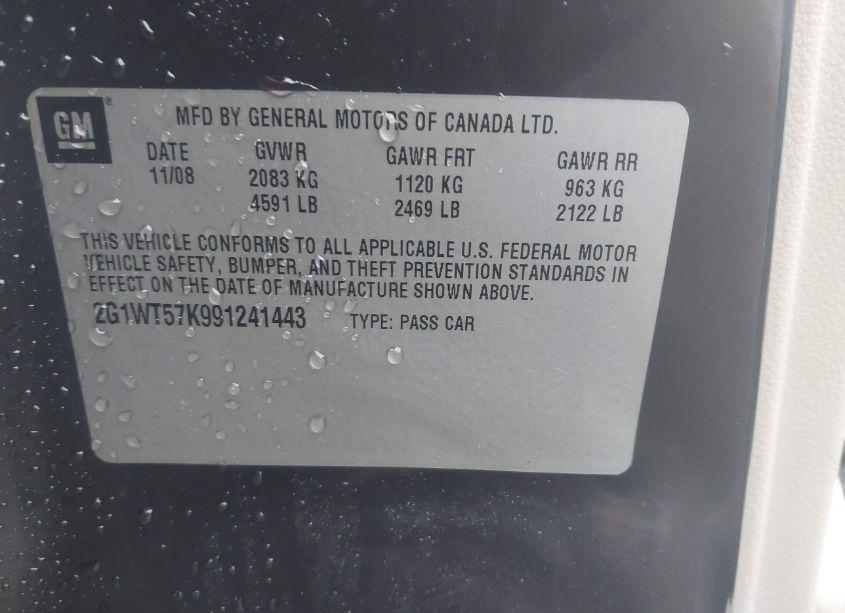 GM
MFD BY GENERAL MOTORS OF CANADA LTD.
DATE GVWR GAWR FRT GAWR RR
11/08 2083 KG 1120 KG 963 KG
4591 LB 2469 LB 2122 LB
THIS VEHICLE CONFORMS TO ALL APPLICABLE U.S. FEDERAL MOTOR
VEHICLE SAFETY, BUMPER, AND THEFT PREVENTION STANDARDS IN
EFFECT ON THE DATE OF MANUFACTURE SHOWN ABOVE.
2G1WT57K991241443 TYPE: PASS CAR